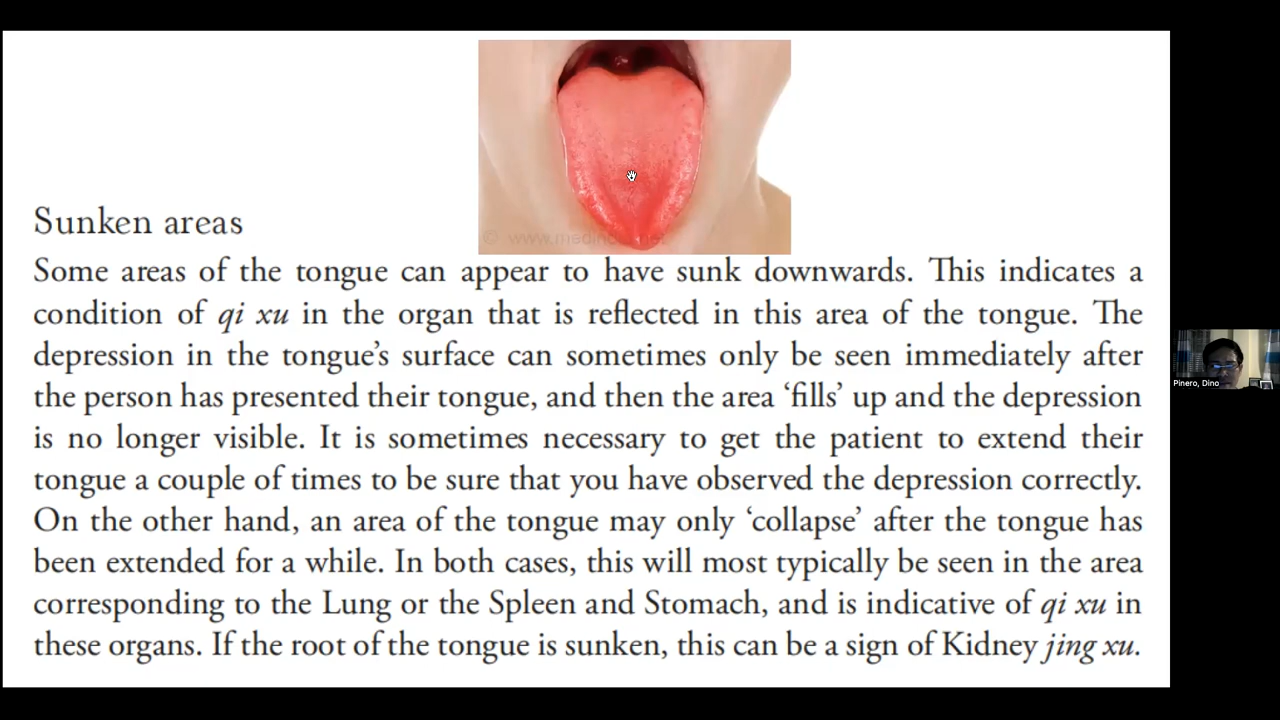 © www.medindia.net
Sunken areas
Some areas of the tongue can appear to have sunk downwards. This indicates a
condition of qi xu in the organ that is reflected in this area of the tongue. The
depression in the tongue’s surface can sometimes only be seen immediately after
the person has presented their tongue, and then the area ‘fills’ up and the depression
is no longer visible. It is sometimes necessary to get the patient to extend their
tongue a couple of times to be sure that you have observed the depression correctly.
On the other hand, an area of the tongue may only ‘collapse’ after the tongue has
been extended for a while. In both cases, this will most typically be seen in the area
corresponding to the Lung or the Spleen and Stomach, and is indicative of qi xu in
these organs. If the root of the tongue is sunken, this can be a sign of Kidney jing xu.
Pinero, Dino